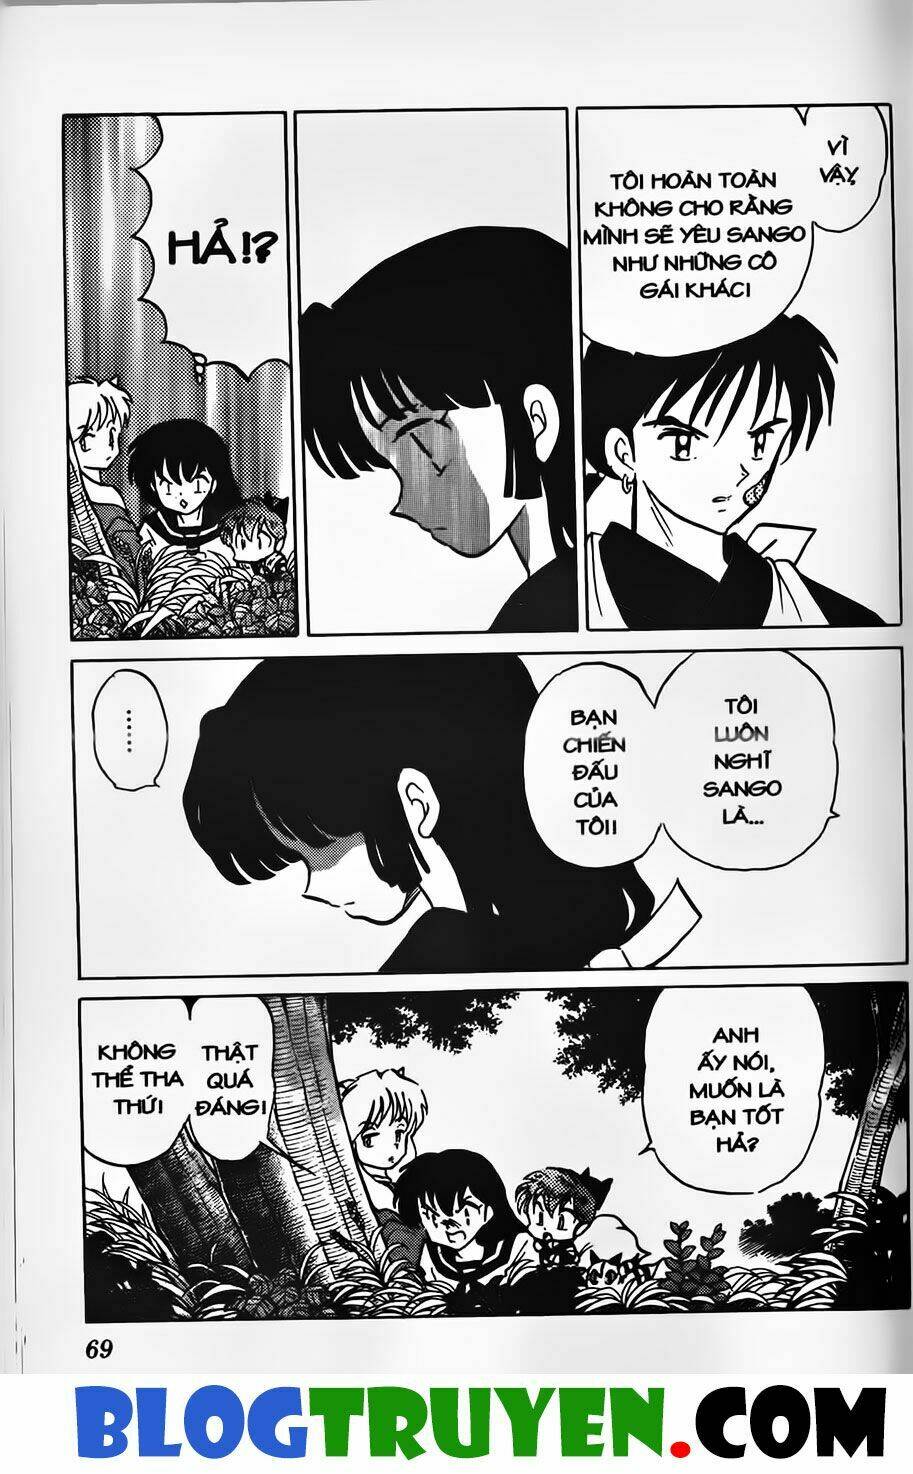 VÌ
VẬY,
TÔI HOÀN TOÀN
KHÔNG CHO RẰNG
MÌNH SẼ YÊU SANGO
NHƯ NHỮNG CÔ
GÁI KHÁC!
HẢ!?
TÔI
LUÔN
NGHĨ
SANGO
LÀ...
BẠN
CHIẾN
ĐẤU
CỦA
TÔI!
......
ANH
ẤY NÓI,
MUỐN LÀ
BẠN TỐT
HẢ?
THẬT
QUÁ
ĐÁNG!
KHÔNG
THỂ THA
THỨ!
69
BLOGTRUYEN.COM